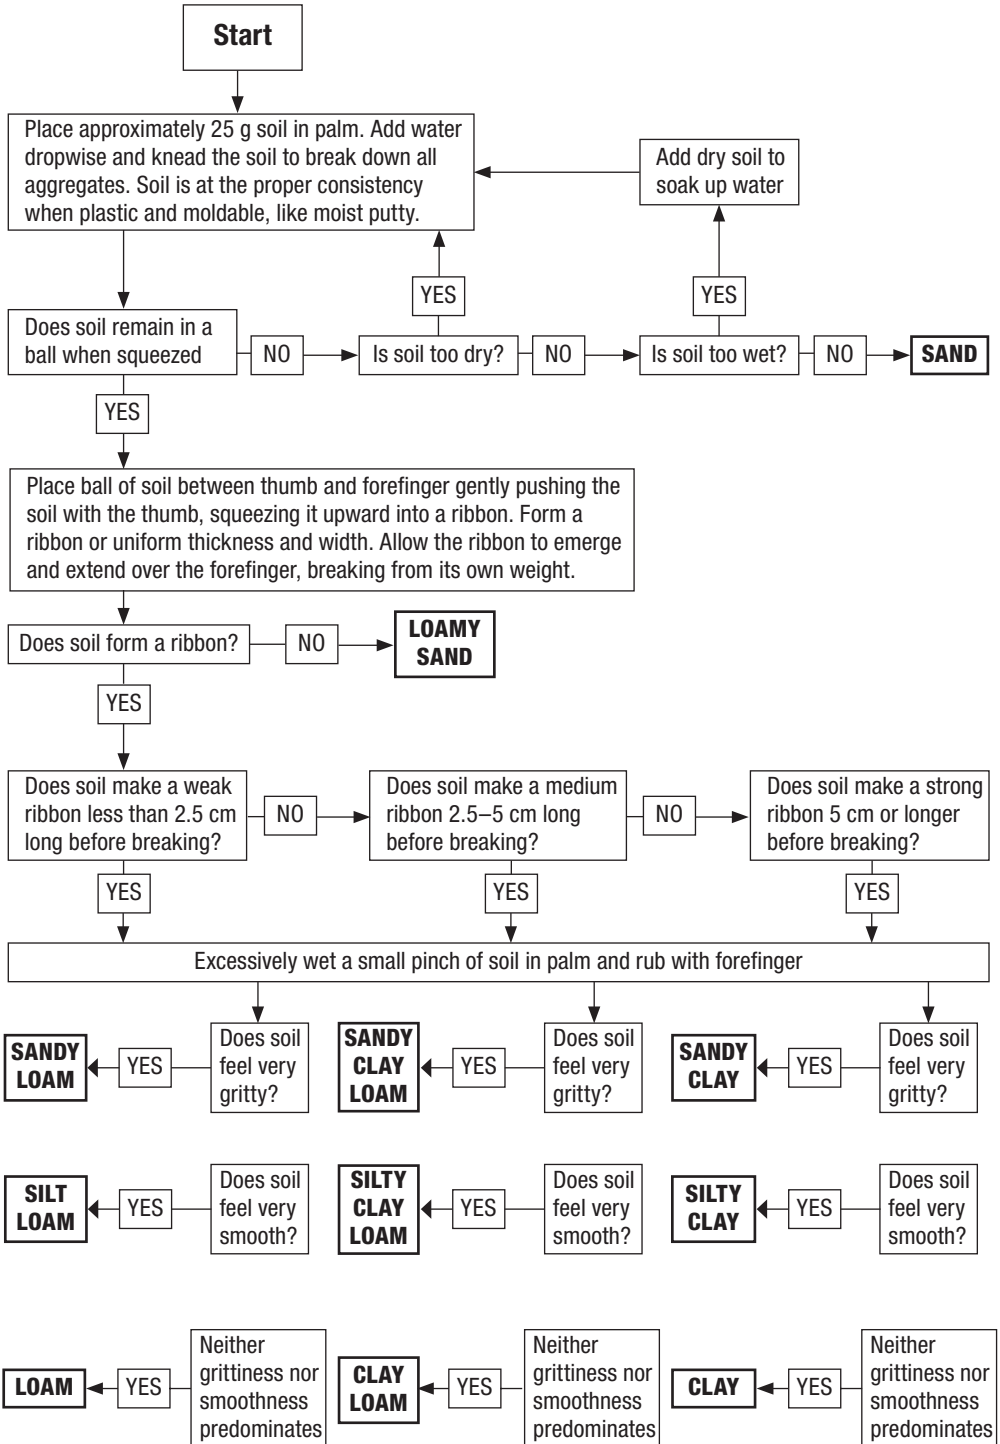 Start
Place approximately 25 g soil in palm. Add water
dropwise and knead the soil to break down all
aggregates. Soil is at the proper consistency
when plastic and moldable, like moist putty.
Add dry soil to
soak up water
YES
YES
Does soil remain in a
ball when squeezed
NO
Is soil too dry?
NO
Is soil too wet?
NO
SAND
YES
Place ball of soil between thumb and forefinger gently pushing the
soil with the thumb, squeezing it upward into a ribbon. Form a
ribbon or uniform thickness and width. Allow the ribbon to emerge
and extend over the forefinger, breaking from its own weight.
Does soil form a ribbon?
NO
LOAMY
SAND
YES
Does soil make a weak
ribbon less than 2.5 cm
long before breaking?
NO
Does soil make a medium
ribbon 2.5–5 cm long
before breaking?
NO
Does soil make a strong
ribbon 5 cm or longer
before breaking?
YES
YES
YES
Excessively wet a small pinch of soil in palm and rub with forefinger
SANDY
LOAM
YES
Does soil
feel very
gritty?
SANDY
CLAY
LOAM
YES
Does soil
feel very
gritty?
SANDY
CLAY
YES
Does soil
feel very
gritty?
SILT
LOAM
YES
Does soil
feel very
smooth?
SILTY
CLAY
LOAM
YES
Does soil
feel very
smooth?
SILTY
CLAY
YES
Does soil
feel very
smooth?
LOAM
YES
Neither
grittiness nor
smoothness
predominates
CLAY
LOAM
YES
Neither
grittiness nor
smoothness
predominates
CLAY
YES
Neither
grittiness nor
smoothness
predominates